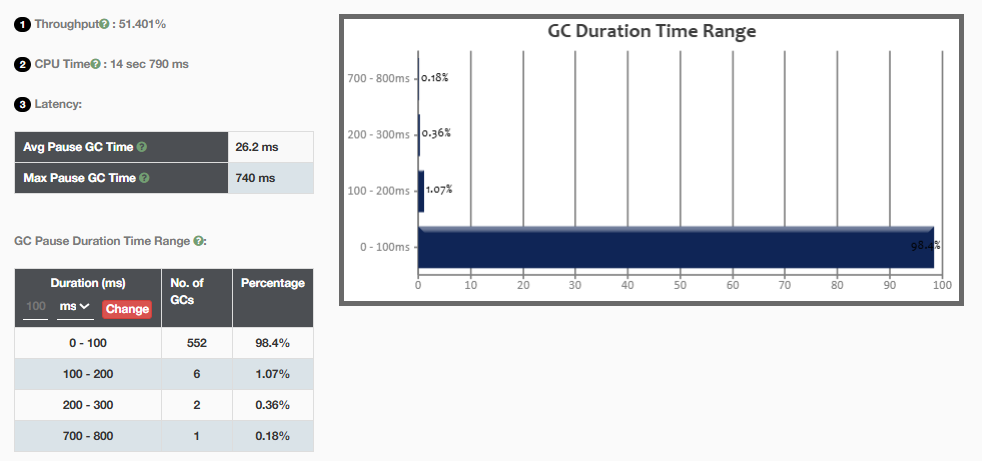 1 Throughput? : 51.401%
2 CPU Time? : 14 sec 790 ms
3 Latency:
Avg Pause GC Time ? 26.2 ms
Max Pause GC Time ? 740 ms
GC Pause Duration Time Range ?:
Duration (ms) No. of GCs Percentage
100 ms Change
0 - 100 552 98.4%
100 - 200 6 1.07%
200 - 300 2 0.36%
700 - 800 1 0.18%
GC Duration Time Range
700 - 800ms 0.18%
200 - 300ms 0.36%
100 - 200ms 1.07%
0 - 100ms 98.4%
0 10 20 30 40 50 60 70 80 90 100